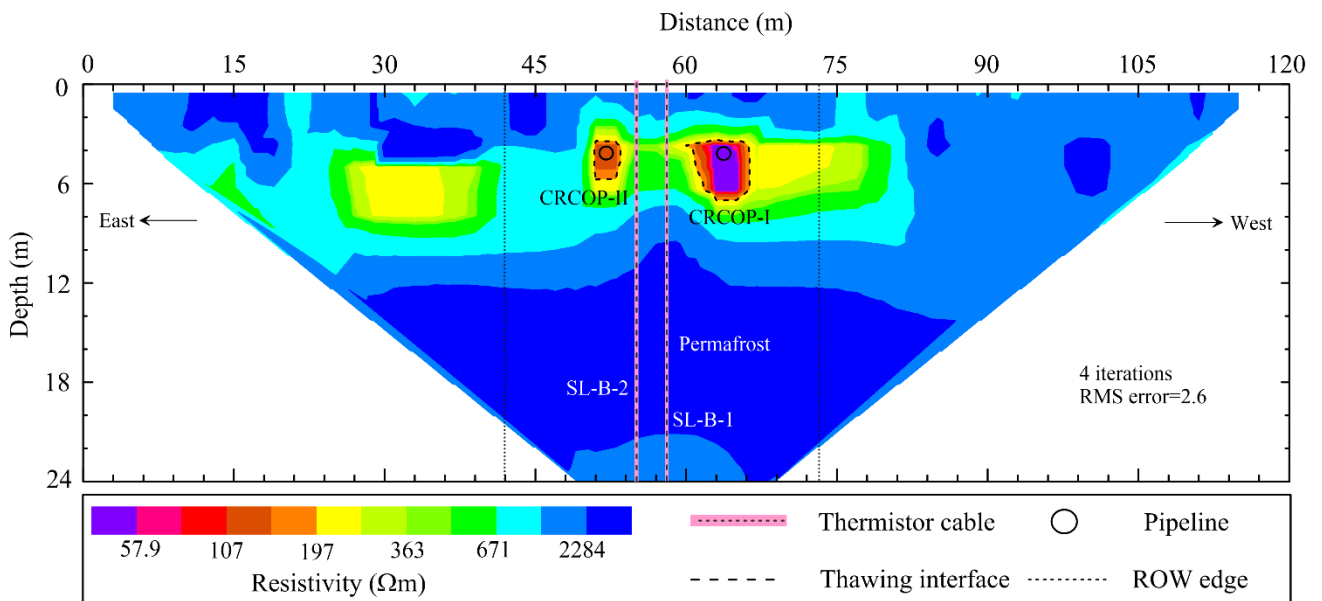 Distance (m)
0 15 30 45 60 75 90 105 120
0
6
12
18
24
Depth (m)
East
West
CRCOP-II
CRCOP-I
Permafrost
SL-B-2
SL-B-1
4 iterations
RMS error=2.6
57.9 107 197 363 671 2284
Resistivity (Ωm)
Thermistor cable
Pipeline
Thawing interface
ROW edge